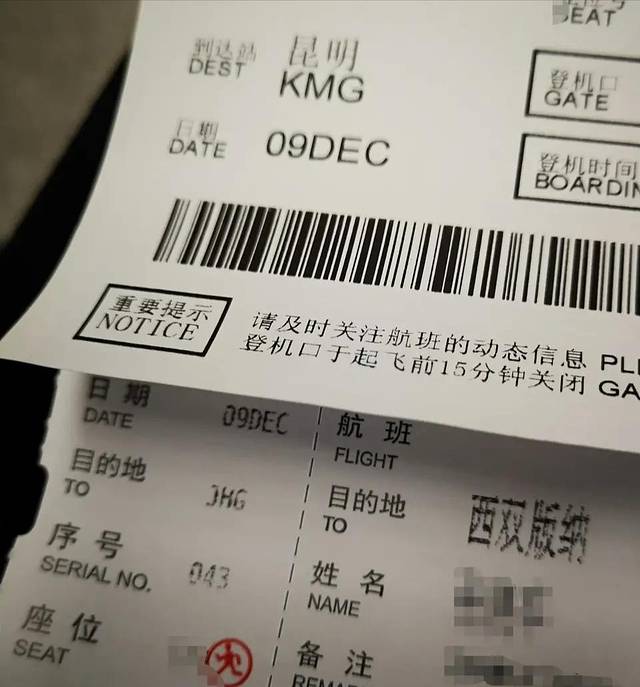 SEAT
到达站 昆明
DEST KMG
登机口
GATE
日期 09DEC
DATE
登机时间
BOARDIN
重要提示
NOTICE
请及时关注航班的动态信息 PLE
登机口于起飞前15分钟关闭 GA
日期 09DEC
DATE
航班
FLIGHT
目的地 JHG
TO
目的地 西双版纳
TO
序号 043
SERIAL NO.
姓名
NAME
座位
SEAT
备注
REMARK